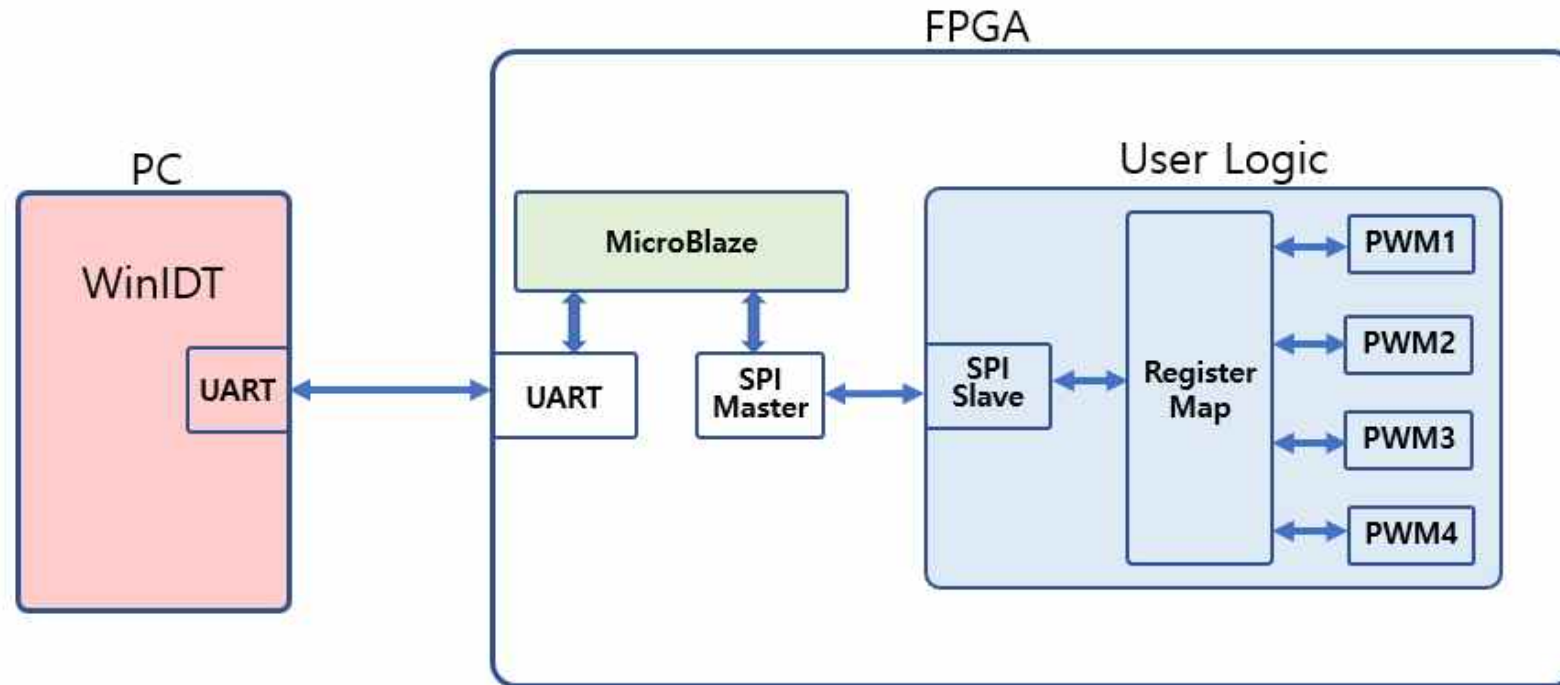 FPGA
PC
User Logic
WinIDT
UART
MicroBlaze
UART
SPI
Master
SPI
Slave
Register
Map
PWM1
PWM2
PWM3
PWM4